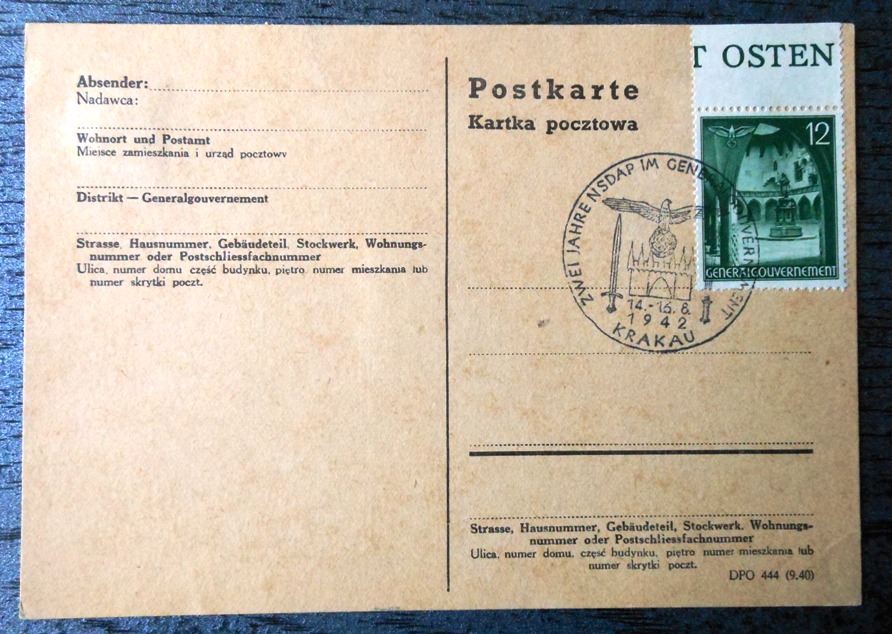 Absender:
Nadawca:
Wohnort und Postamt
Miejsce zamieszkania i urząd pocztowy
Distrikt — Generalgouvernement
Strasse, Hausnummer, Gebäudeteil, Stockwerk, Wohnungs-
nummer oder Postschliessfachnummer
Ulica, numer domu część budynku, piętro, numer mieszkania lub
numer skrytki poczt.
Postkarte
Kartka pocztowa
T OSTEN
12
GENERALGOUVERNEMENT
ZWEI JAHRE NSDAP IM GENERALGOUVERNEMENT
14.-16.8.
1942
KRAKAU
Strasse, Hausnummer, Gebäudeteil, Stockwerk, Wohnungs-
nummer oder Postschliessfachnummer
Ulica, numer domu, część budynku, piętro numer mieszkania lub
numer skrytki poczt.
DPO 444 (9.40)